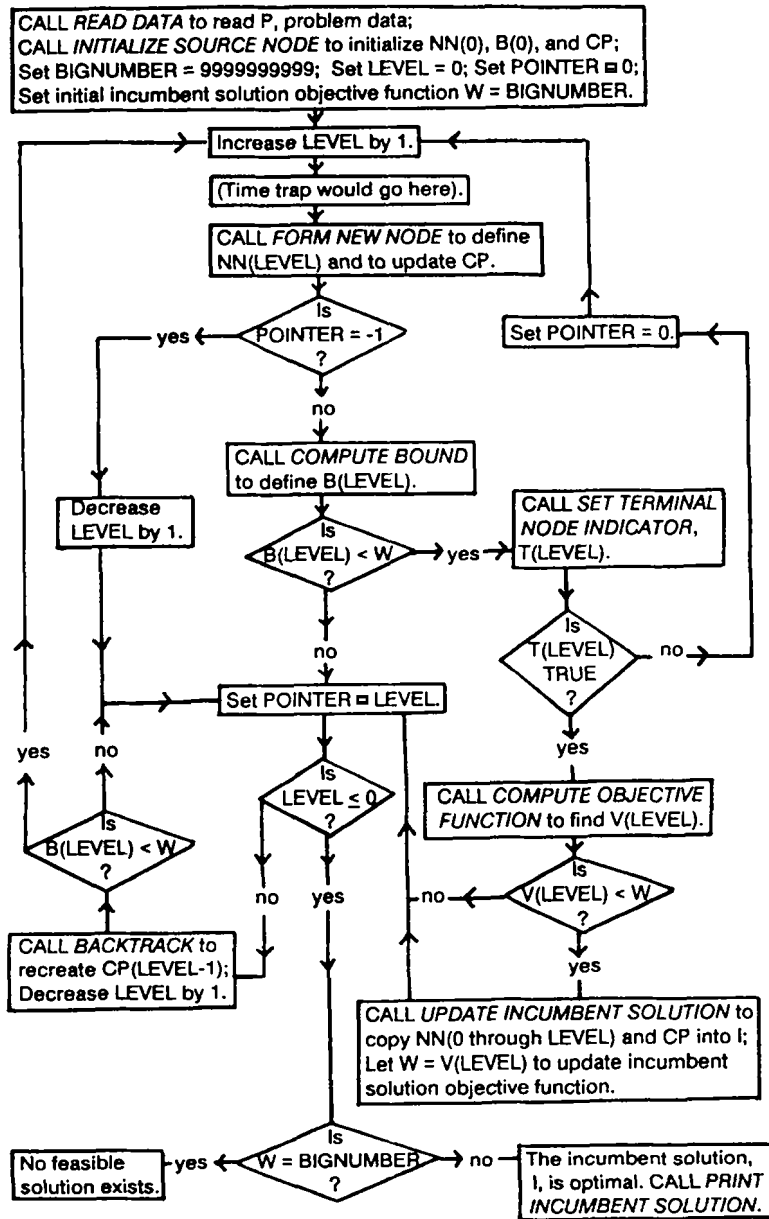 CALL READ DATA to read P, problem data;
CALL INITIALIZE SOURCE NODE to initialize NN(0), B(0), and CP;
Set BIGNUMBER = 9999999999; Set LEVEL = 0; Set POINTER = 0;
Set initial incumbent solution objective function W = BIGNUMBER.
Increase LEVEL by 1.
(Time trap would go here).
CALL FORM NEW NODE to define
NN(LEVEL) and to update CP.
Is
POINTER = -1
?
yes
no
Set POINTER = 0.
CALL COMPUTE BOUND
to define B(LEVEL).
Decrease
LEVEL by 1.
Is
B(LEVEL) < W
?
yes
no
CALL SET TERMINAL
NODE INDICATOR,
T(LEVEL).
Is
T(LEVEL)
TRUE
?
no
yes
Set POINTER = LEVEL.
Is
LEVEL ≤ 0
?
no
yes
yes
no
Is
B(LEVEL) < W
?
CALL BACKTRACK to
recreate CP(LEVEL-1);
Decrease LEVEL by 1.
CALL COMPUTE OBJECTIVE
FUNCTION to find V(LEVEL).
Is
V(LEVEL) < W
?
no
yes
CALL UPDATE INCUMBENT SOLUTION to
copy NN(0 through LEVEL) and CP into I;
Let W = V(LEVEL) to update incumbent
solution objective function.
Is
W = BIGNUMBER
?
yes
no
No feasible
solution exists.
The incumbent solution,
I, is optimal. CALL PRINT
INCUMBENT SOLUTION.